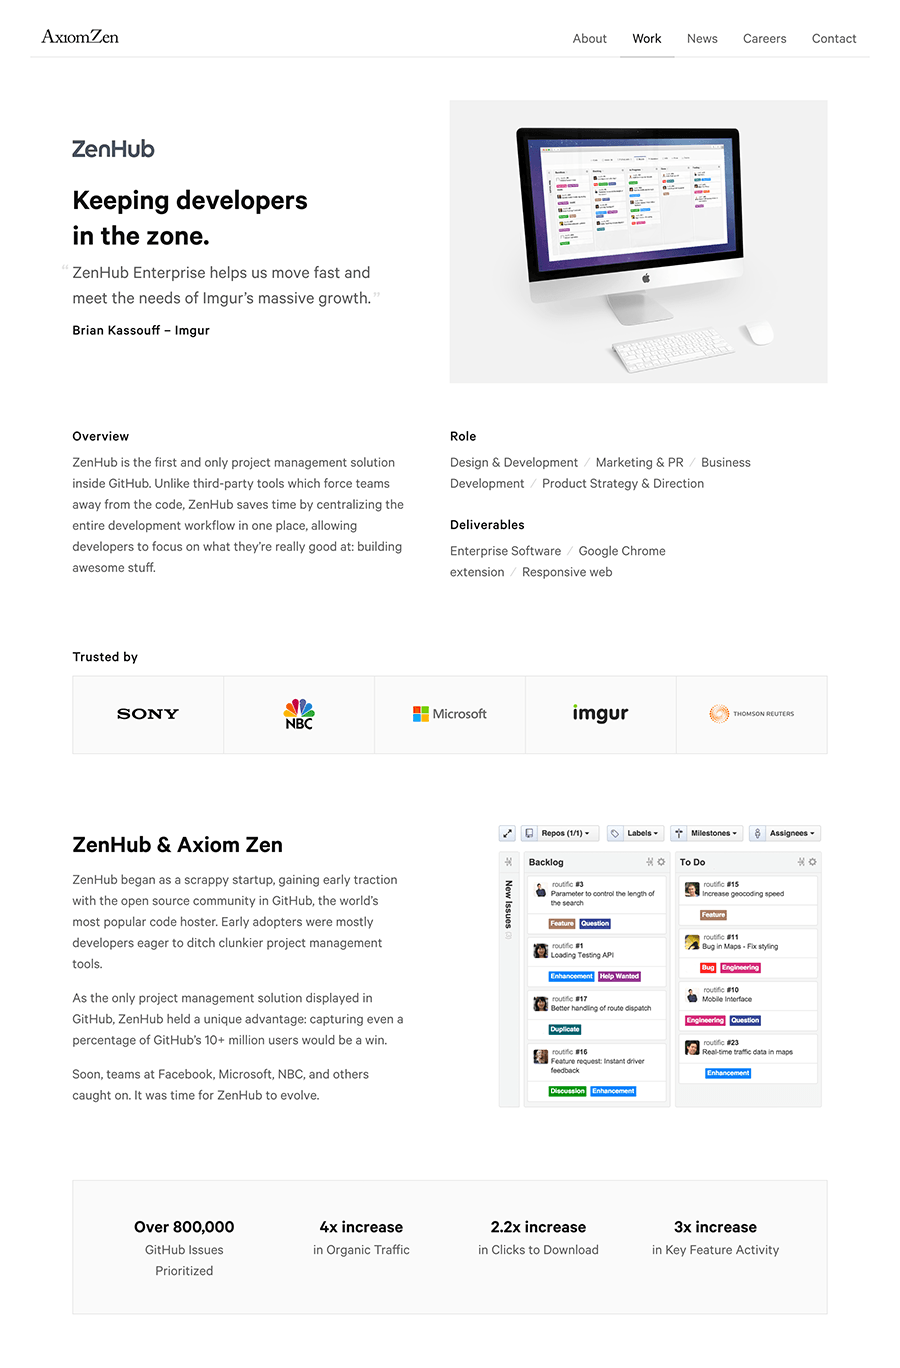 AxiomZen
About
Work
News
Careers
Contact
ZenHub
Keeping developers
in the zone.
“ ZenHub Enterprise helps us move fast and
meet the needs of Imgur’s massive growth. ”
Brian Kassouff – Imgur
Overview
ZenHub is the first and only project management solution
inside GitHub. Unlike third-party tools which force teams
away from the code, ZenHub saves time by centralizing the
entire development workflow in one place, allowing
developers to focus on what they’re really good at: building
awesome stuff.
Role
Design & Development / Marketing & PR / Business
Development / Product Strategy & Direction
Deliverables
Enterprise Software / Google Chrome
extension / Responsive web
Trusted by
SONY
NBC
Microsoft
imgur
THOMSON REUTERS
ZenHub & Axiom Zen
ZenHub began as a scrappy startup, gaining early traction
with the open source community in GitHub, the world’s
most popular code hoster. Early adopters were mostly
developers eager to ditch clunkier project management
tools.
As the only project management solution displayed in
GitHub, ZenHub held a unique advantage: capturing even a
percentage of GitHub’s 10+ million users would be a win.
Soon, teams at Facebook, Microsoft, NBC, and others
caught on. It was time for ZenHub to evolve.
Repos (1/1)
Labels
Milestones
Assignees
New Issues
Backlog
routific #3
Parameter to control the length of
the search
Feature
Question
routific #1
Loading Testing API
Enhancement
Help Wanted
routific #17
Better handling of route dispatch
Duplicate
routific #16
Feature request: Instant driver
feedback
Discussion
Enhancement
To Do
routific #15
Increase geocoding speed
Feature
routific #11
Bug in Maps - Fix styling
Bug
Engineering
routific #10
Mobile Interface
Engineering
Question
routific #23
Real-time traffic data in maps
Enhancement
Over 800,000
GitHub Issues
Prioritized
4x increase
in Organic Traffic
2.2x increase
in Clicks to Download
3x increase
in Key Feature Activity